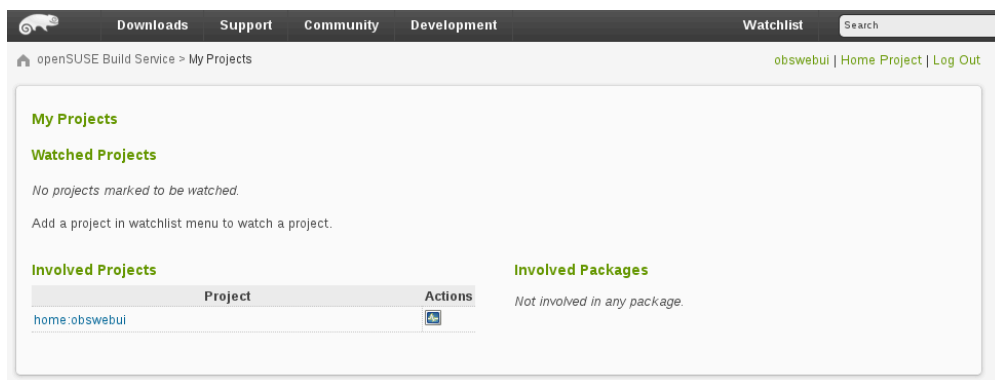 Downloads Support Community Development Watchlist Search
openSUSE Build Service > My Projects
obswebui | Home Project | Log Out
My Projects
Watched Projects
No projects marked to be watched.
Add a project in watchlist menu to watch a project.
Involved Projects
Project Actions
home:obswebui
Involved Packages
Not involved in any package.